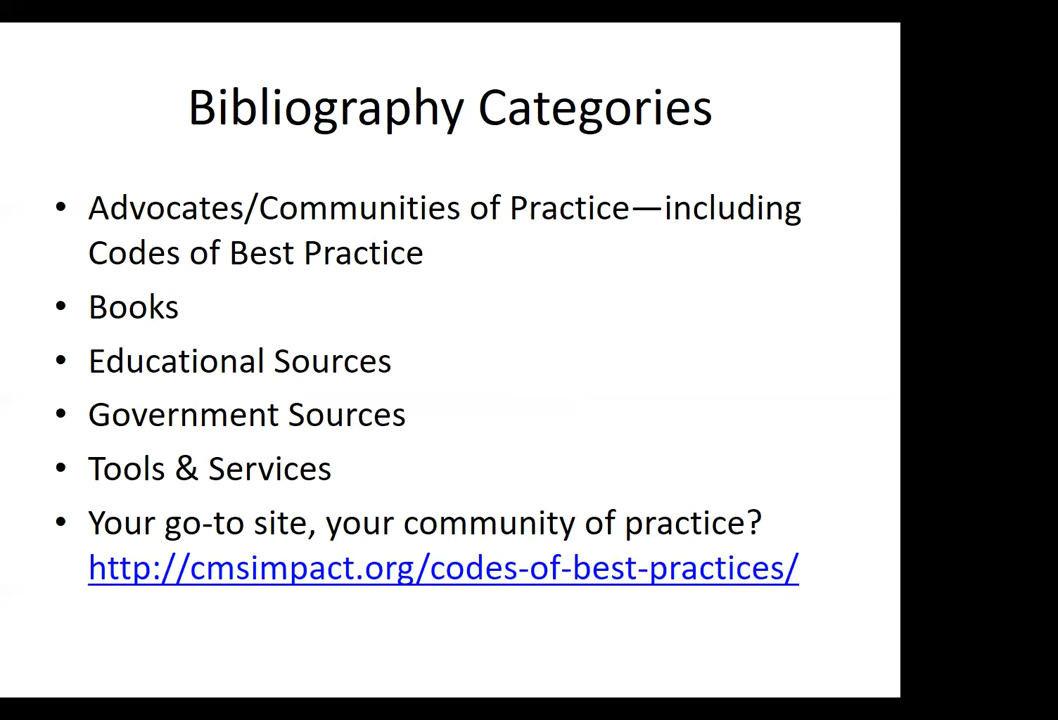 Bibliography Categories
• Advocates/Communities of Practice—including
Codes of Best Practice
• Books
• Educational Sources
• Government Sources
• Tools & Services
• Your go-to site, your community of practice?
http://cmsimpact.org/codes-of-best-practices/